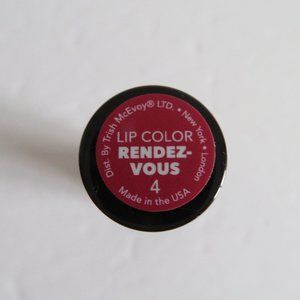 Dist. By Trish McEvoy® LTD. • New York • London
LIP COLOR
RENDEZ-
VOUS
4
Made in the USA